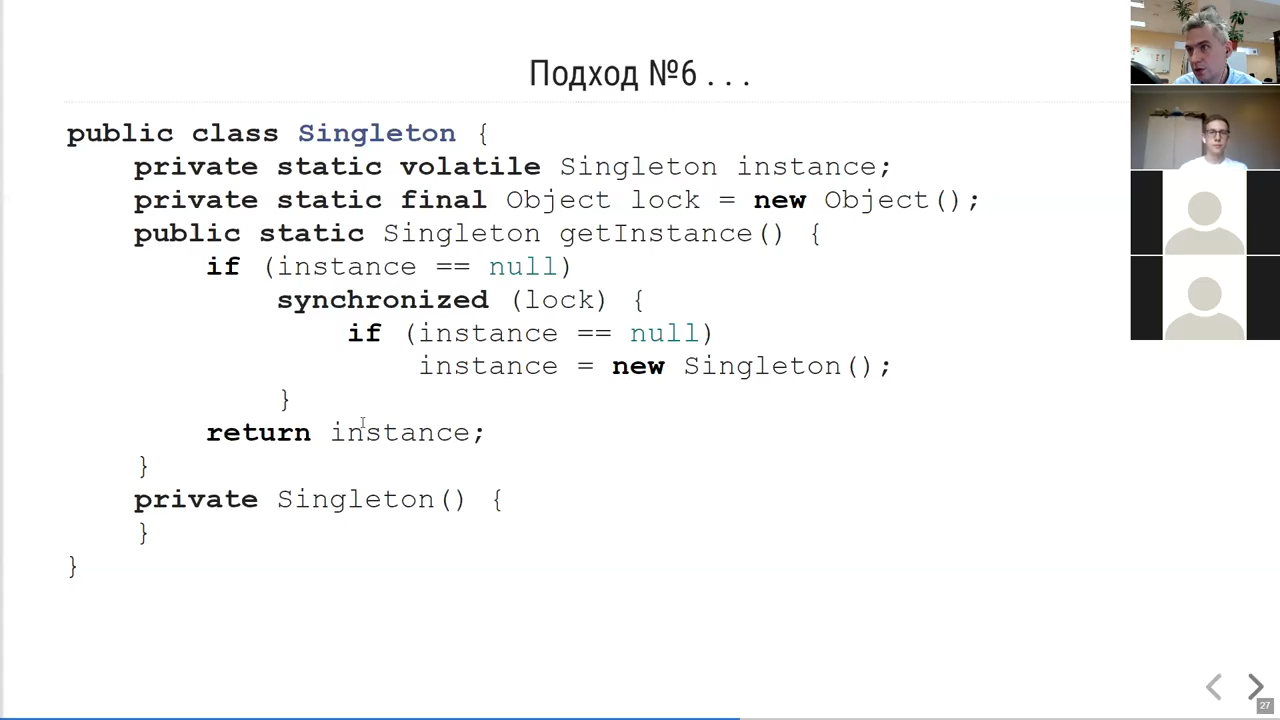 Подход №6 . . .
public class Singleton {
private static volatile Singleton instance;
private static final Object lock = new Object();
public static Singleton getInstance() {
if (instance == null)
synchronized (lock) {
if (instance == null)
instance = new Singleton();
}
return instance;
}
private Singleton() {
}
}
27